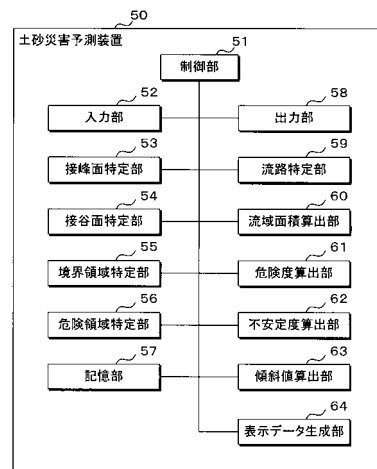 50
土砂災害予測装置
51
制御部
52
入力部
58
出力部
53
接峰面特定部
59
流路特定部
54
接谷面特定部
60
流域面積算出部
55
境界領域特定部
61
危険度算出部
56
危険領域特定部
62
不安定度算出部
57
記憶部
63
傾斜値算出部
64
表示データ生成部